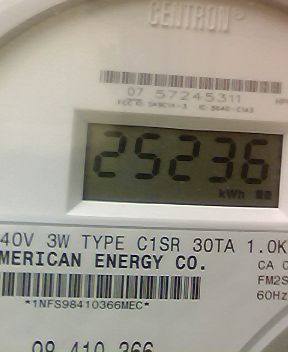 CENTRON®
07 57245311
25236
kWh
40V 3W TYPE C1SR 30TA 1.0K
MERICAN ENERGY CO.
CA 0
FM2S
60Hz
*1NFS98410366MEC*
98 410 366